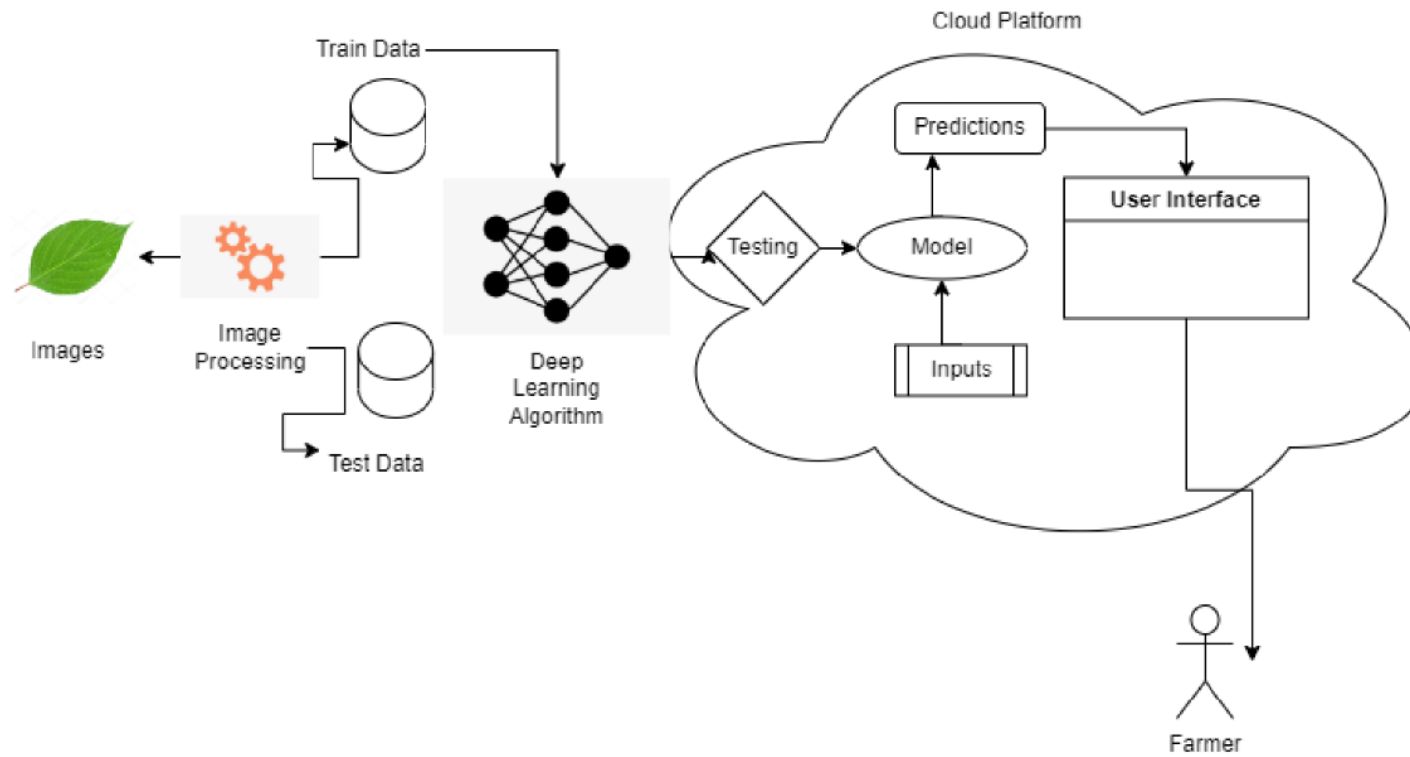 Cloud Platform
Train Data
Predictions
User Interface
Testing
Model
Images
Image
Processing
Deep
Learning
Algorithm
Inputs
Test Data
Farmer